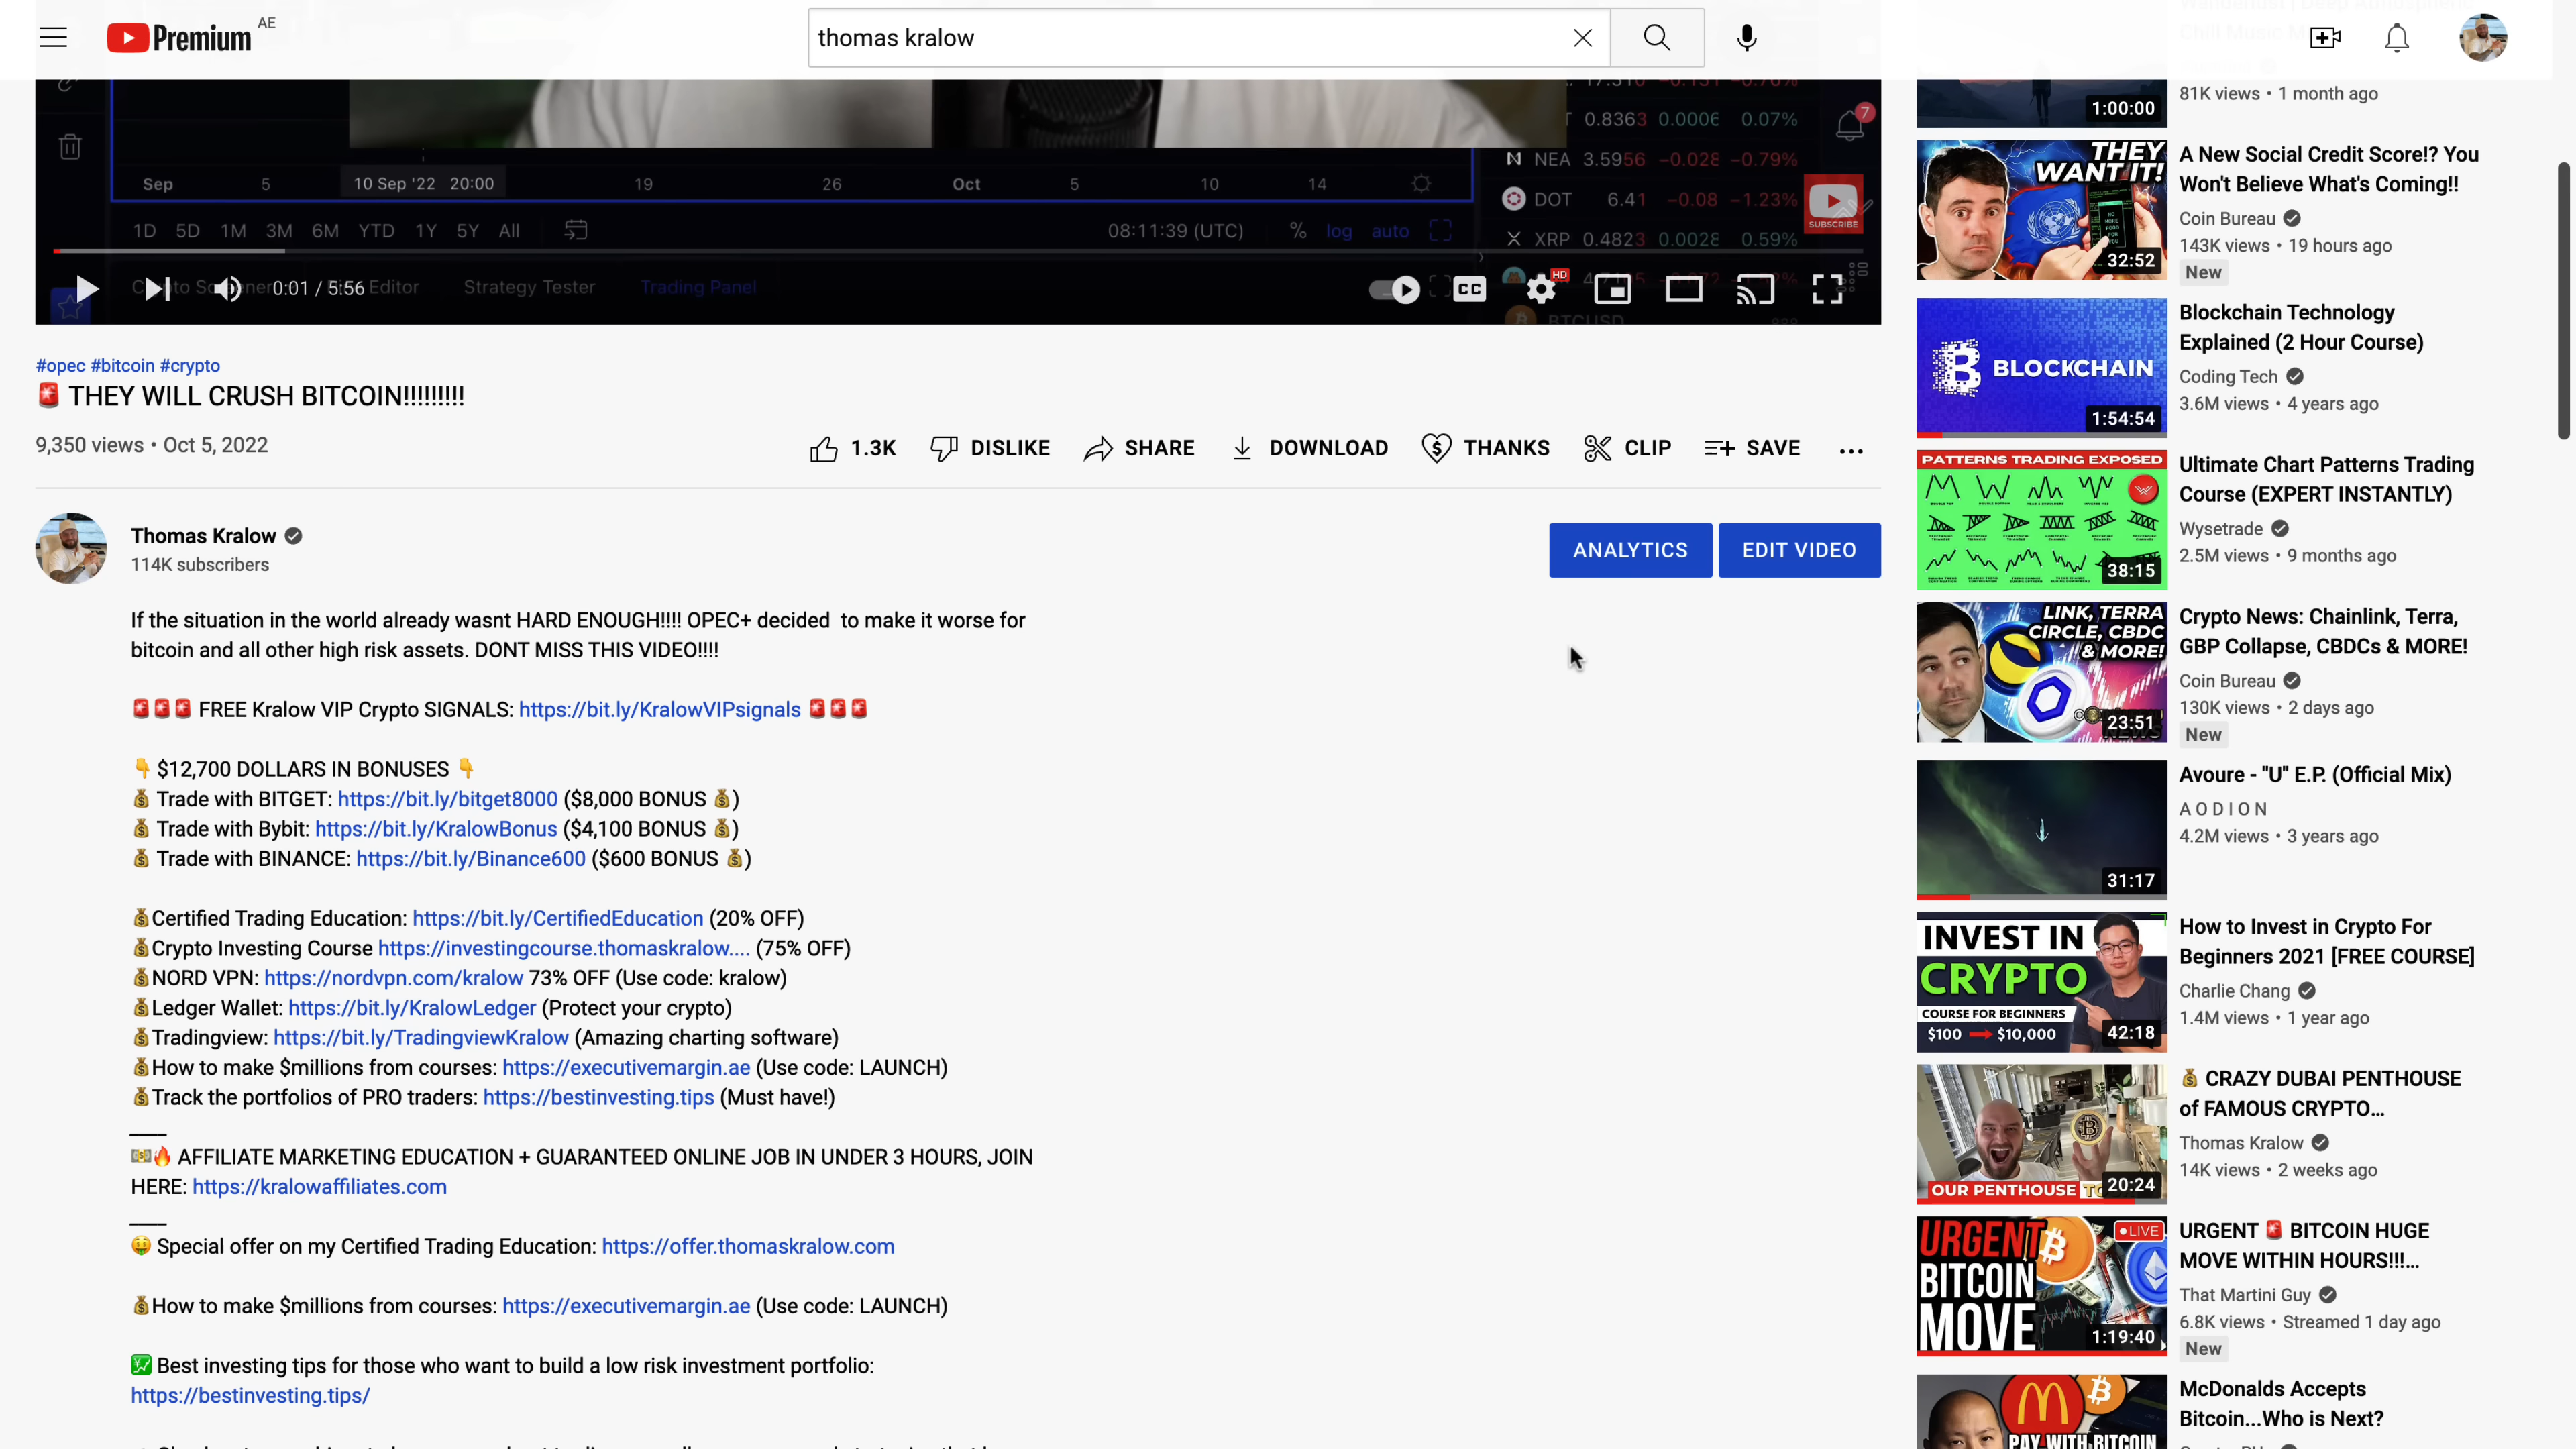 Premium AE
thomas kralow
T 0.8363 0.0006 0.07%
NEA 3.5956 −0.028 −0.79%
DOT 6.41 −0.08 −1.23%
XRP 0.4823 0.0028 0.59%
7
SUBSCRIBE
Sep 5 10 Sep '22 20:00 19 26 Oct 5 10 14
1D 5D 1M 3M 6M YTD 1Y 5Y All
08:11:39 (UTC) % log auto
0:01 / 5:56
Editor Strategy Tester Trading Panel
CC HD
BTCUSD
#opec #bitcoin #crypto
🚨 THEY WILL CRUSH BITCOIN!!!!!!!!!
9,350 views • Oct 5, 2022
1.3K DISLIKE SHARE DOWNLOAD THANKS CLIP SAVE ...
Thomas Kralow
114K subscribers
ANALYTICS EDIT VIDEO
If the situation in the world already wasnt HARD ENOUGH!!!! OPEC+ decided to make it worse for
bitcoin and all other high risk assets. DONT MISS THIS VIDEO!!!!
🚨🚨🚨 FREE Kralow VIP Crypto SIGNALS: https://bit.ly/KralowVIPsignals 🚨🚨🚨
👇 $12,700 DOLLARS IN BONUSES 👇
💰 Trade with BITGET: https://bit.ly/bitget8000 ($8,000 BONUS 💰)
💰 Trade with Bybit: https://bit.ly/KralowBonus ($4,100 BONUS 💰)
💰 Trade with BINANCE: https://bit.ly/Binance600 ($600 BONUS 💰)
💰Certified Trading Education: https://bit.ly/CertifiedEducation (20% OFF)
💰Crypto Investing Course https://investingcourse.thomaskralow.... (75% OFF)
💰NORD VPN: https://nordvpn.com/kralow 73% OFF (Use code: kralow)
💰Ledger Wallet: https://bit.ly/KralowLedger (Protect your crypto)
💰Tradingview: https://bit.ly/TradingviewKralow (Amazing charting software)
💰How to make $millions from courses: https://executivemargin.ae (Use code: LAUNCH)
💰Track the portfolios of PRO traders: https://bestinvesting.tips (Must have!)
____
💵🔥 AFFILIATE MARKETING EDUCATION + GUARANTEED ONLINE JOB IN UNDER 3 HOURS, JOIN
HERE: https://kralowaffiliates.com
____
🤑 Special offer on my Certified Trading Education: https://offer.thomaskralow.com
💰How to make $millions from courses: https://executivemargin.ae (Use code: LAUNCH)
💹 Best investing tips for those who want to build a low risk investment portfolio:
https://bestinvesting.tips/
81K views • 1 month ago
1:00:00
THEY
WANT IT!
32:52
A New Social Credit Score!? You
Won't Believe What's Coming!!
Coin Bureau
143K views • 19 hours ago
New
BLOCKCHAIN
1:54:54
Blockchain Technology
Explained (2 Hour Course)
Coding Tech
3.6M views • 4 years ago
PATTERNS TRADING EXPOSED
38:15
Ultimate Chart Patterns Trading
Course (EXPERT INSTANTLY)
Wysetrade
2.5M views • 9 months ago
LINK, TERRA
CIRCLE, CBDC
& MORE!
23:51
Crypto News: Chainlink, Terra,
GBP Collapse, CBDCs & MORE!
Coin Bureau
130K views • 2 days ago
New
31:17
Avoure - "U" E.P. (Official Mix)
A O D I O N
4.2M views • 3 years ago
INVEST IN
CRYPTO
COURSE FOR BEGINNERS
$100 $10,000
42:18
How to Invest in Crypto For
Beginners 2021 [FREE COURSE]
Charlie Chang
1.4M views • 1 year ago
OUR PENTHOUSE
20:24
💰 CRAZY DUBAI PENTHOUSE
of FAMOUS CRYPTO...
Thomas Kralow
14K views • 2 weeks ago
URGENT
BITCOIN
MOVE
LIVE
1:19:40
URGENT 🚨 BITCOIN HUGE
MOVE WITHIN HOURS!!!...
That Martini Guy
6.8K views • Streamed 1 day ago
New
PAY WITH BITCOIN
McDonalds Accepts
Bitcoin...Who is Next?